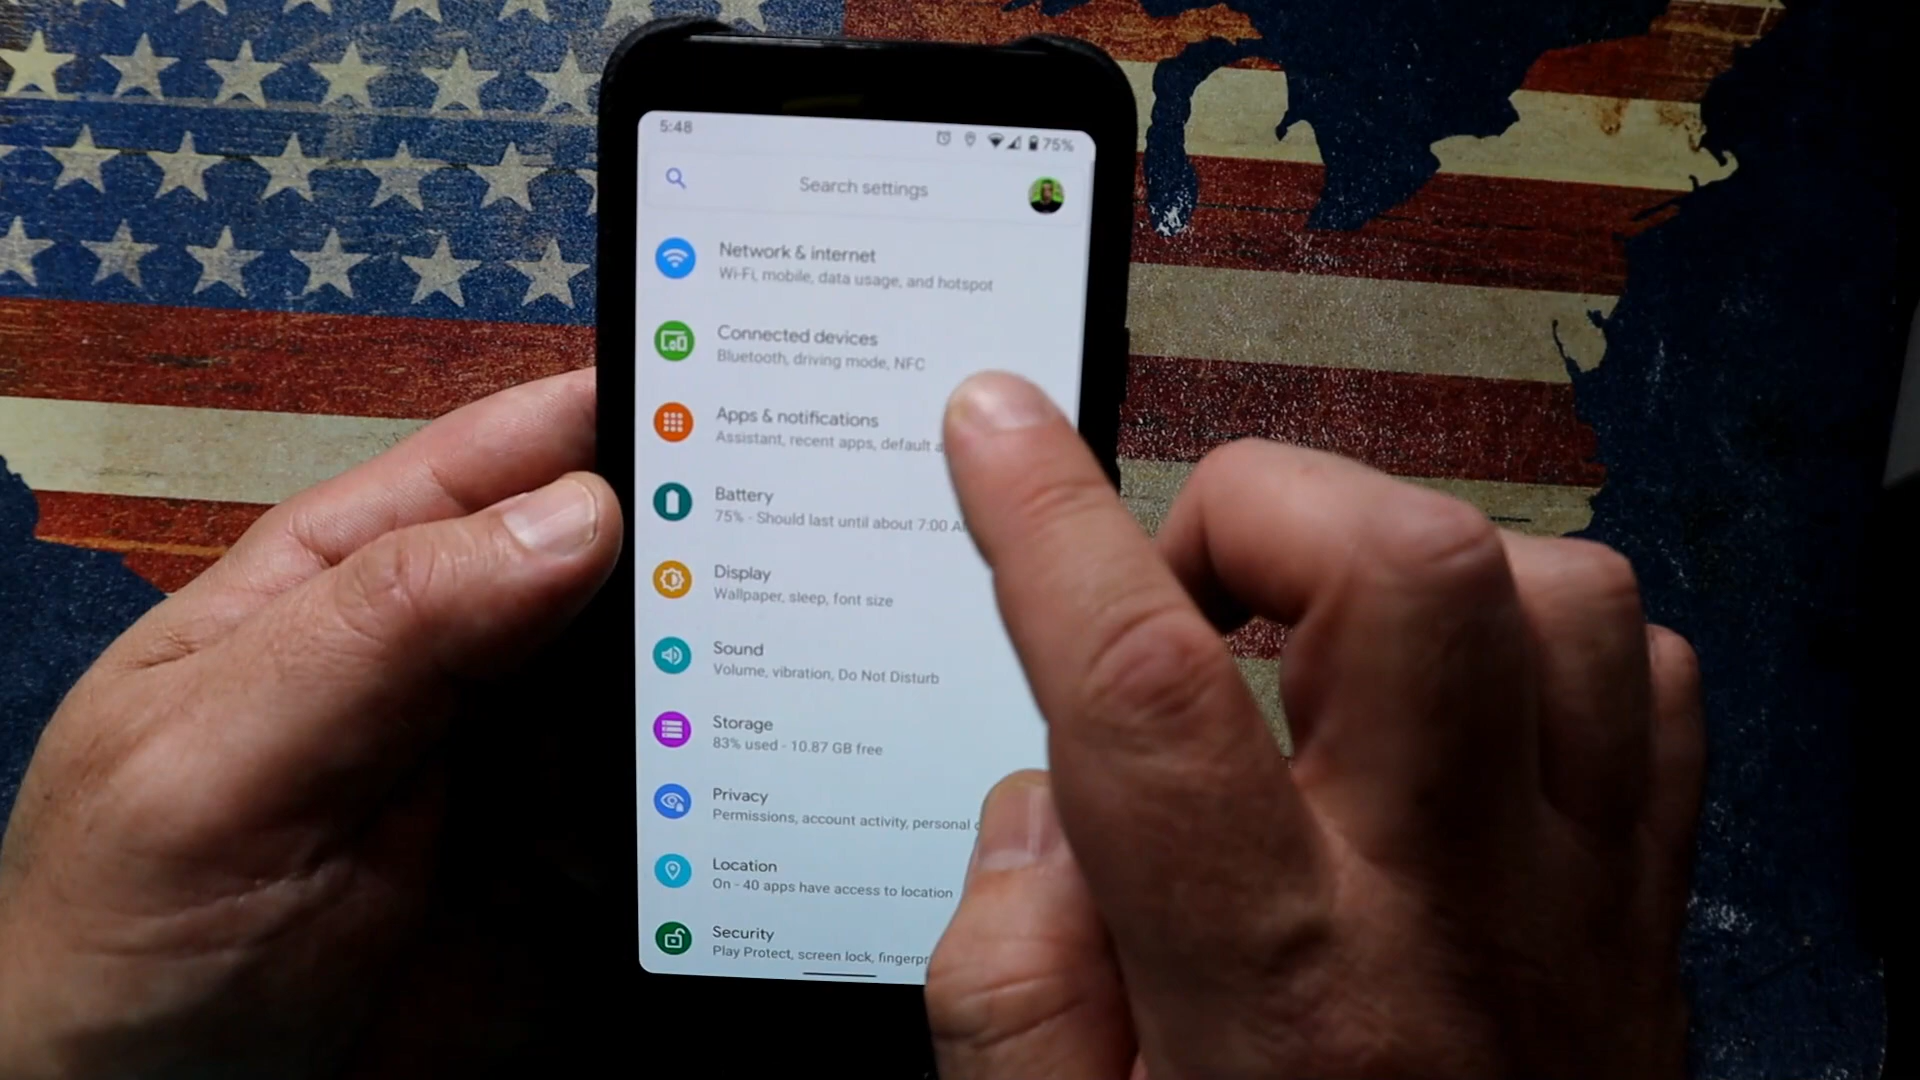 5:48
75%
Search settings
Network & internet
Wi-Fi, mobile, data usage, and hotspot
Connected devices
Bluetooth, driving mode, NFC
Apps & notifications
Assistant, recent apps, default
Battery
75% - Should last until about 7:00
Display
Wallpaper, sleep, font size
Sound
Volume, vibration, Do Not Disturb
Storage
83% used - 10.87 GB free
Privacy
Permissions, account activity, personal
Location
On - 40 apps have access to location
Security
Play Protect, screen lock,